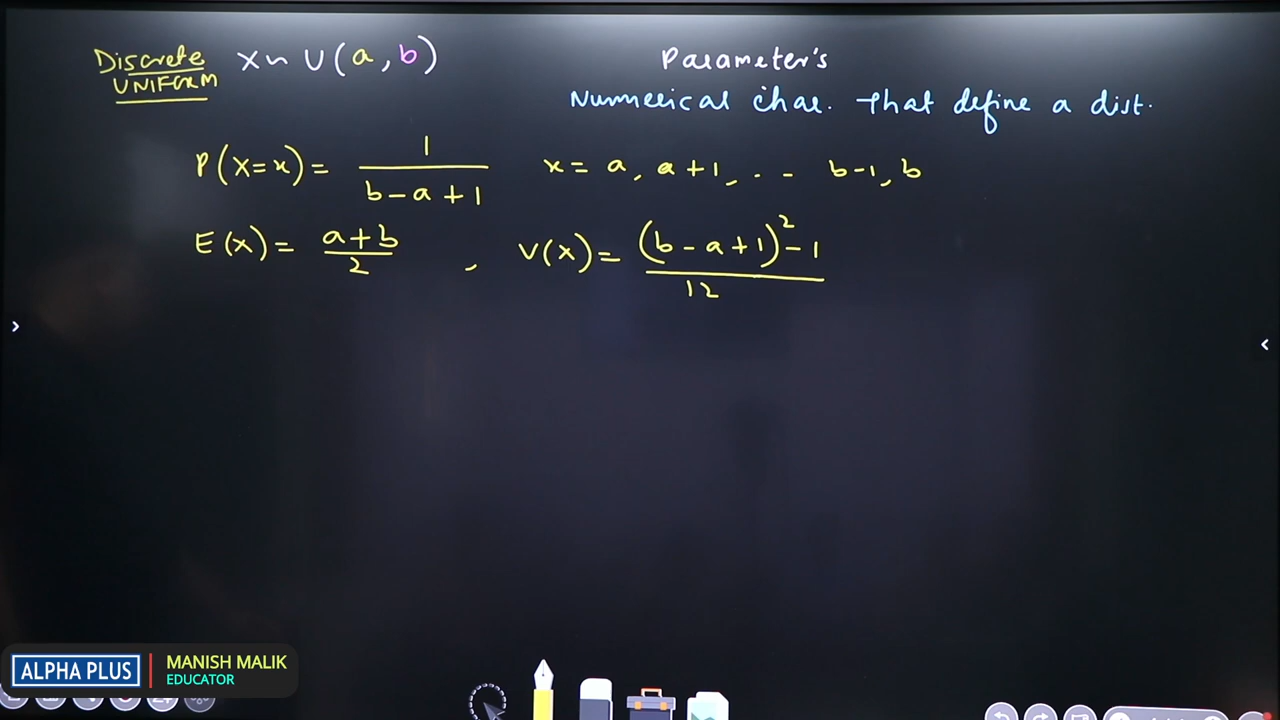 Discrete UNIFORM X~U(a,b)
Parameter's
Numerical char. That define a dist.
P(X=x) = 1/(b-a+1) x = a, a+1, ... b-1, b
E(x) = (a+b)/2 , V(x) = ((b-a+1)²-1)/12
ALPHA PLUS
MANISH MALIK
EDUCATOR